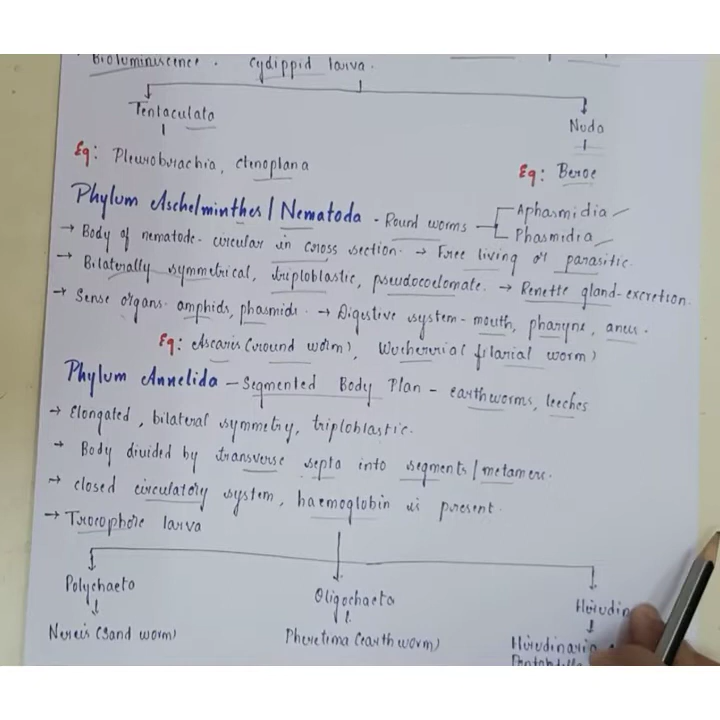 Bioluminiscence. Cydippid larva.
Tentaculata
Nuda
Eg: Pleurobrachia, ctenoplana
Eg: Beroe
Phylum Aschelminthes / Nematoda - Round worms
Aphasmidia
Phasmidia
→ Body of nematode- circular in cross section. → Free living or parasitic.
→ Bilaterally symmetrical, triploblastic, pseudocoelomate. → Renette gland-excretion.
→ Sense organs- amphids, phasmids. → Digestive system - mouth, pharynx, anus.
Eg: Ascaris (round worm), Wuchereria (filarial worm)
Phylum Annelida - Segmented Body Plan - earthworms, leeches
→ Elongated, bilateral symmetry, triploblastic.
→ Body divided by transverse septa into segments / metamere.
→ closed circulatory system, haemoglobin is present.
→ Trocophore larva
Polychaeta
Oligochaeta
Hirudin
Nereis (Sand worm)
Pheretima (earth worm)
Hirudinaria